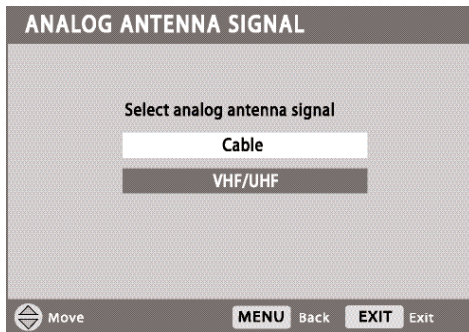 ANALOG ANTENNA SIGNAL
Select analog antenna signal
Cable
VHF/UHF
Move MENU Back EXIT Exit